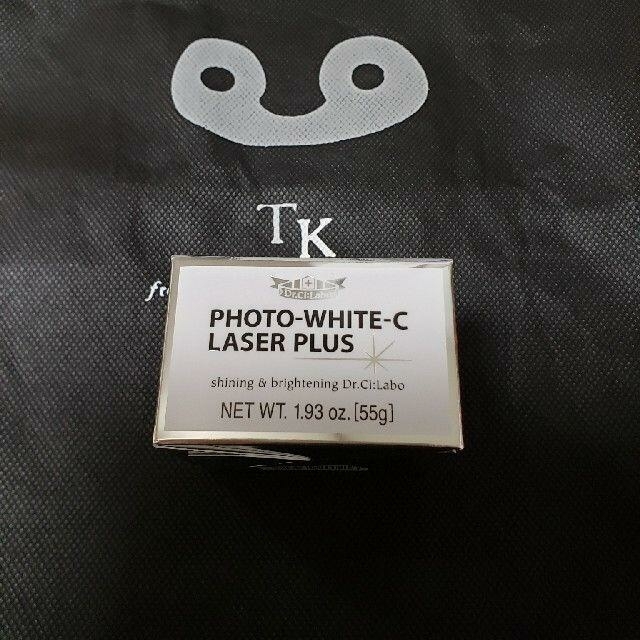 TK
Dr.Ci:Labo
PHOTO-WHITE-C
LASER PLUS
shining & brightening Dr.Ci:Labo
NET WT. 1.93 oz. [55g]